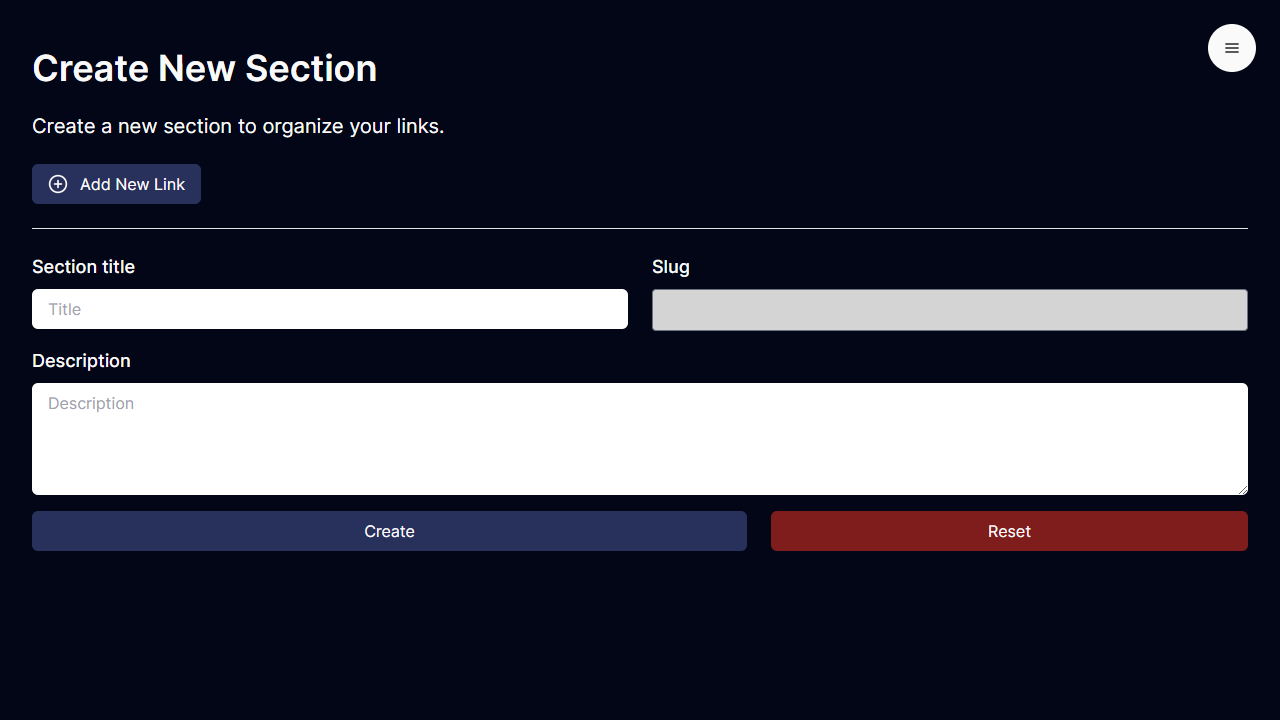 Create New Section
Create a new section to organize your links.
Add New Link
Section title
Slug
Title
Description
Description
Create
Reset